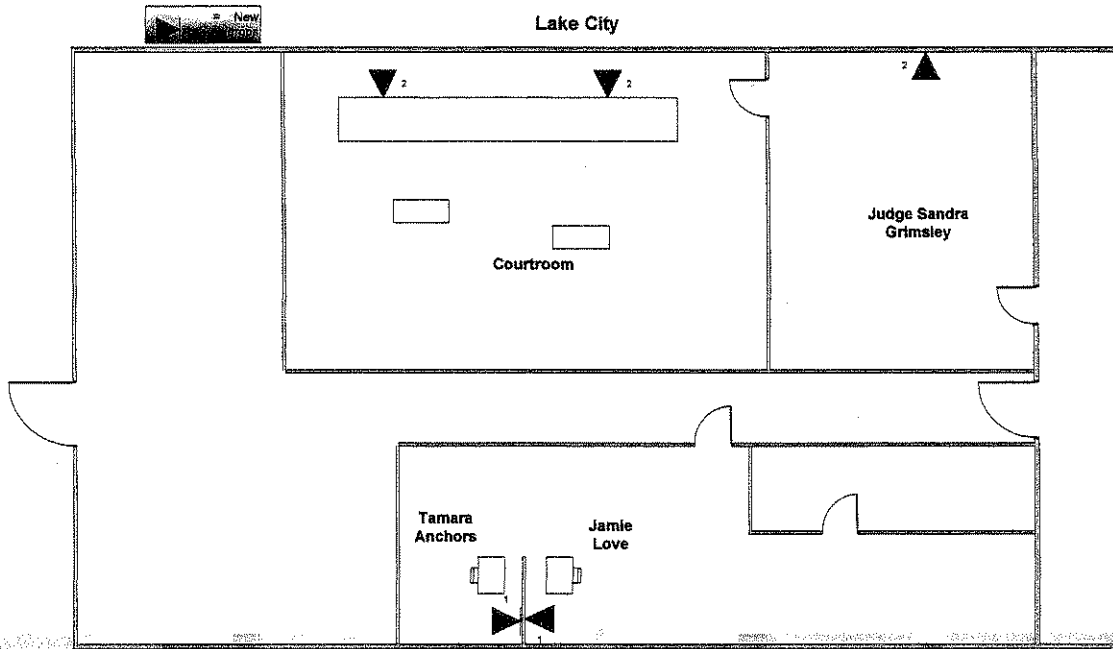 = New
Lake City
2
2
2
Judge Sandra
Grimsley
Courtroom
Tamara
Anchors
Jamie
Love
1
1